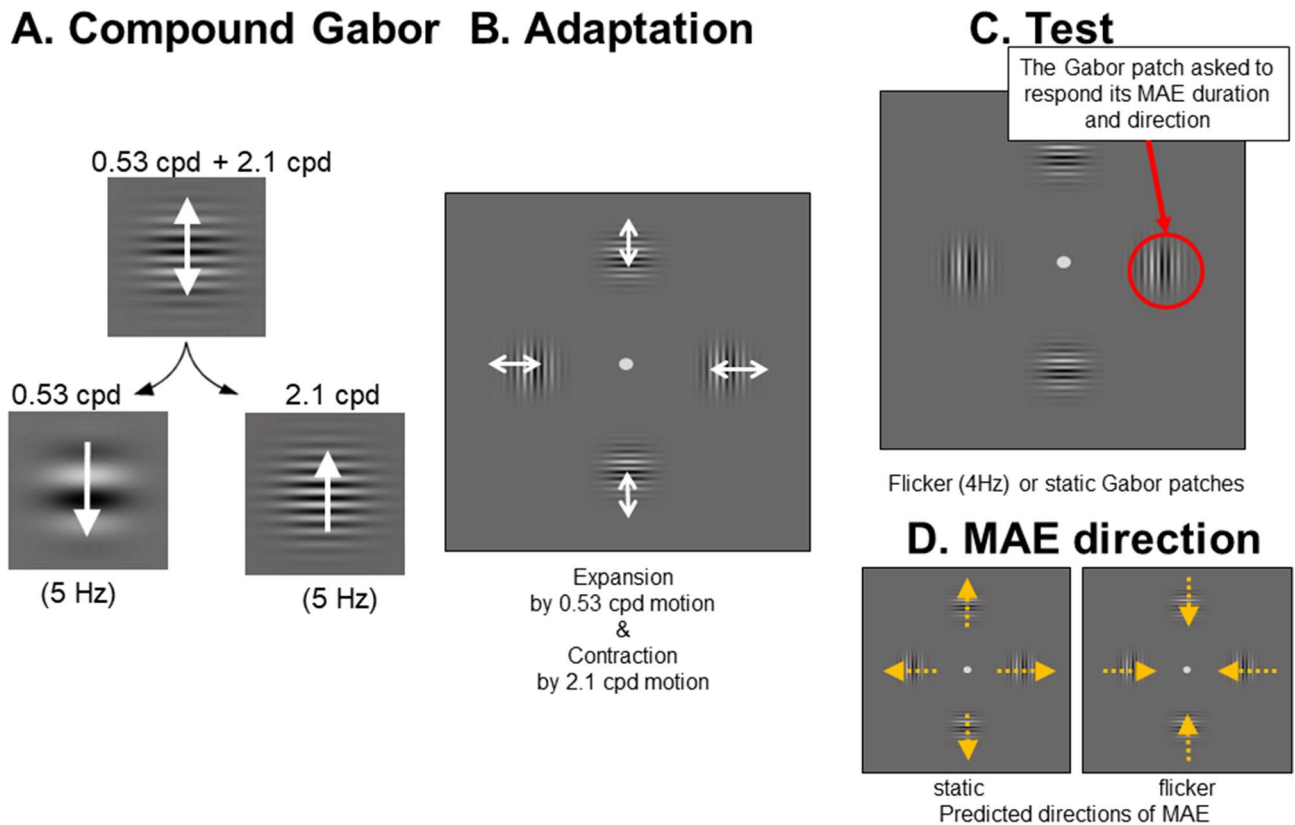 A. Compound Gabor
0.53 cpd + 2.1 cpd
0.53 cpd
2.1 cpd
(5 Hz)
(5 Hz)
B. Adaptation
Expansion
by 0.53 cpd motion
&
Contraction
by 2.1 cpd motion
C. Test
The Gabor patch asked to
respond its MAE duration
and direction
Flicker (4Hz) or static Gabor patches
D. MAE direction
static
flicker
Predicted directions of MAE